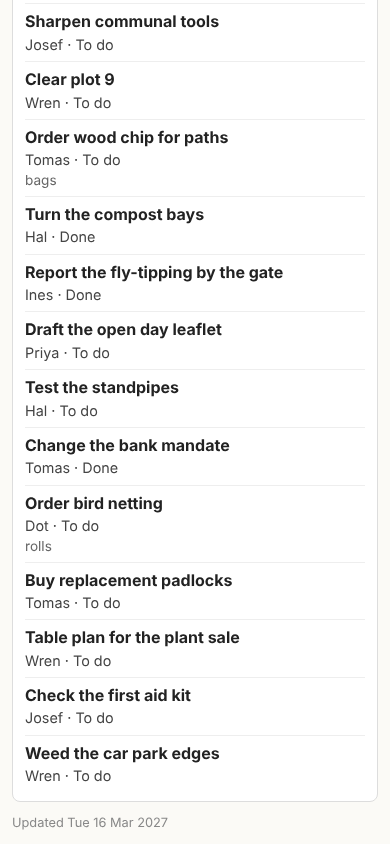 Sharpen communal tools
Josef · To do
Clear plot 9
Wren · To do
Order wood chip for paths
Tomas · To do
bags
Turn the compost bays
Hal · Done
Report the fly-tipping by the gate
Ines · Done
Draft the open day leaflet
Priya · To do
Test the standpipes
Hal · To do
Change the bank mandate
Tomas · Done
Order bird netting
Dot · To do
rolls
Buy replacement padlocks
Tomas · To do
Table plan for the plant sale
Wren · To do
Check the first aid kit
Josef · To do
Weed the car park edges
Wren · To do
Updated Tue 16 Mar 2027